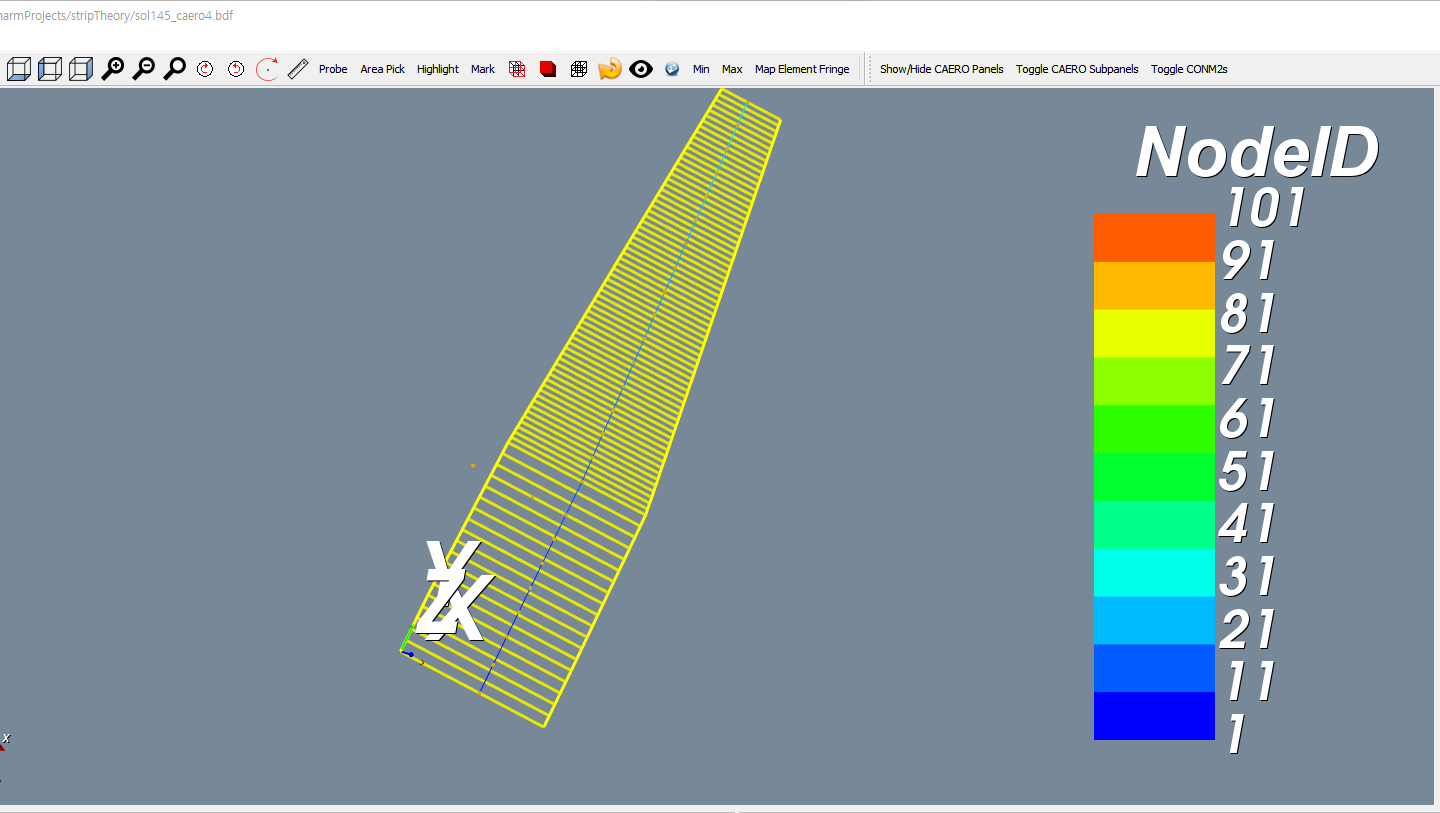 harmProjects/stripTheory/sol145_caero4.bdf
Probe Area Pick Highlight Mark Min Max Map Element Fringe Show/Hide CAERO Panels Toggle CAERO Subpanels Toggle CONM2s
NodeID
101
91
81
71
61
51
41
31
21
11
1
Y
Z X
x